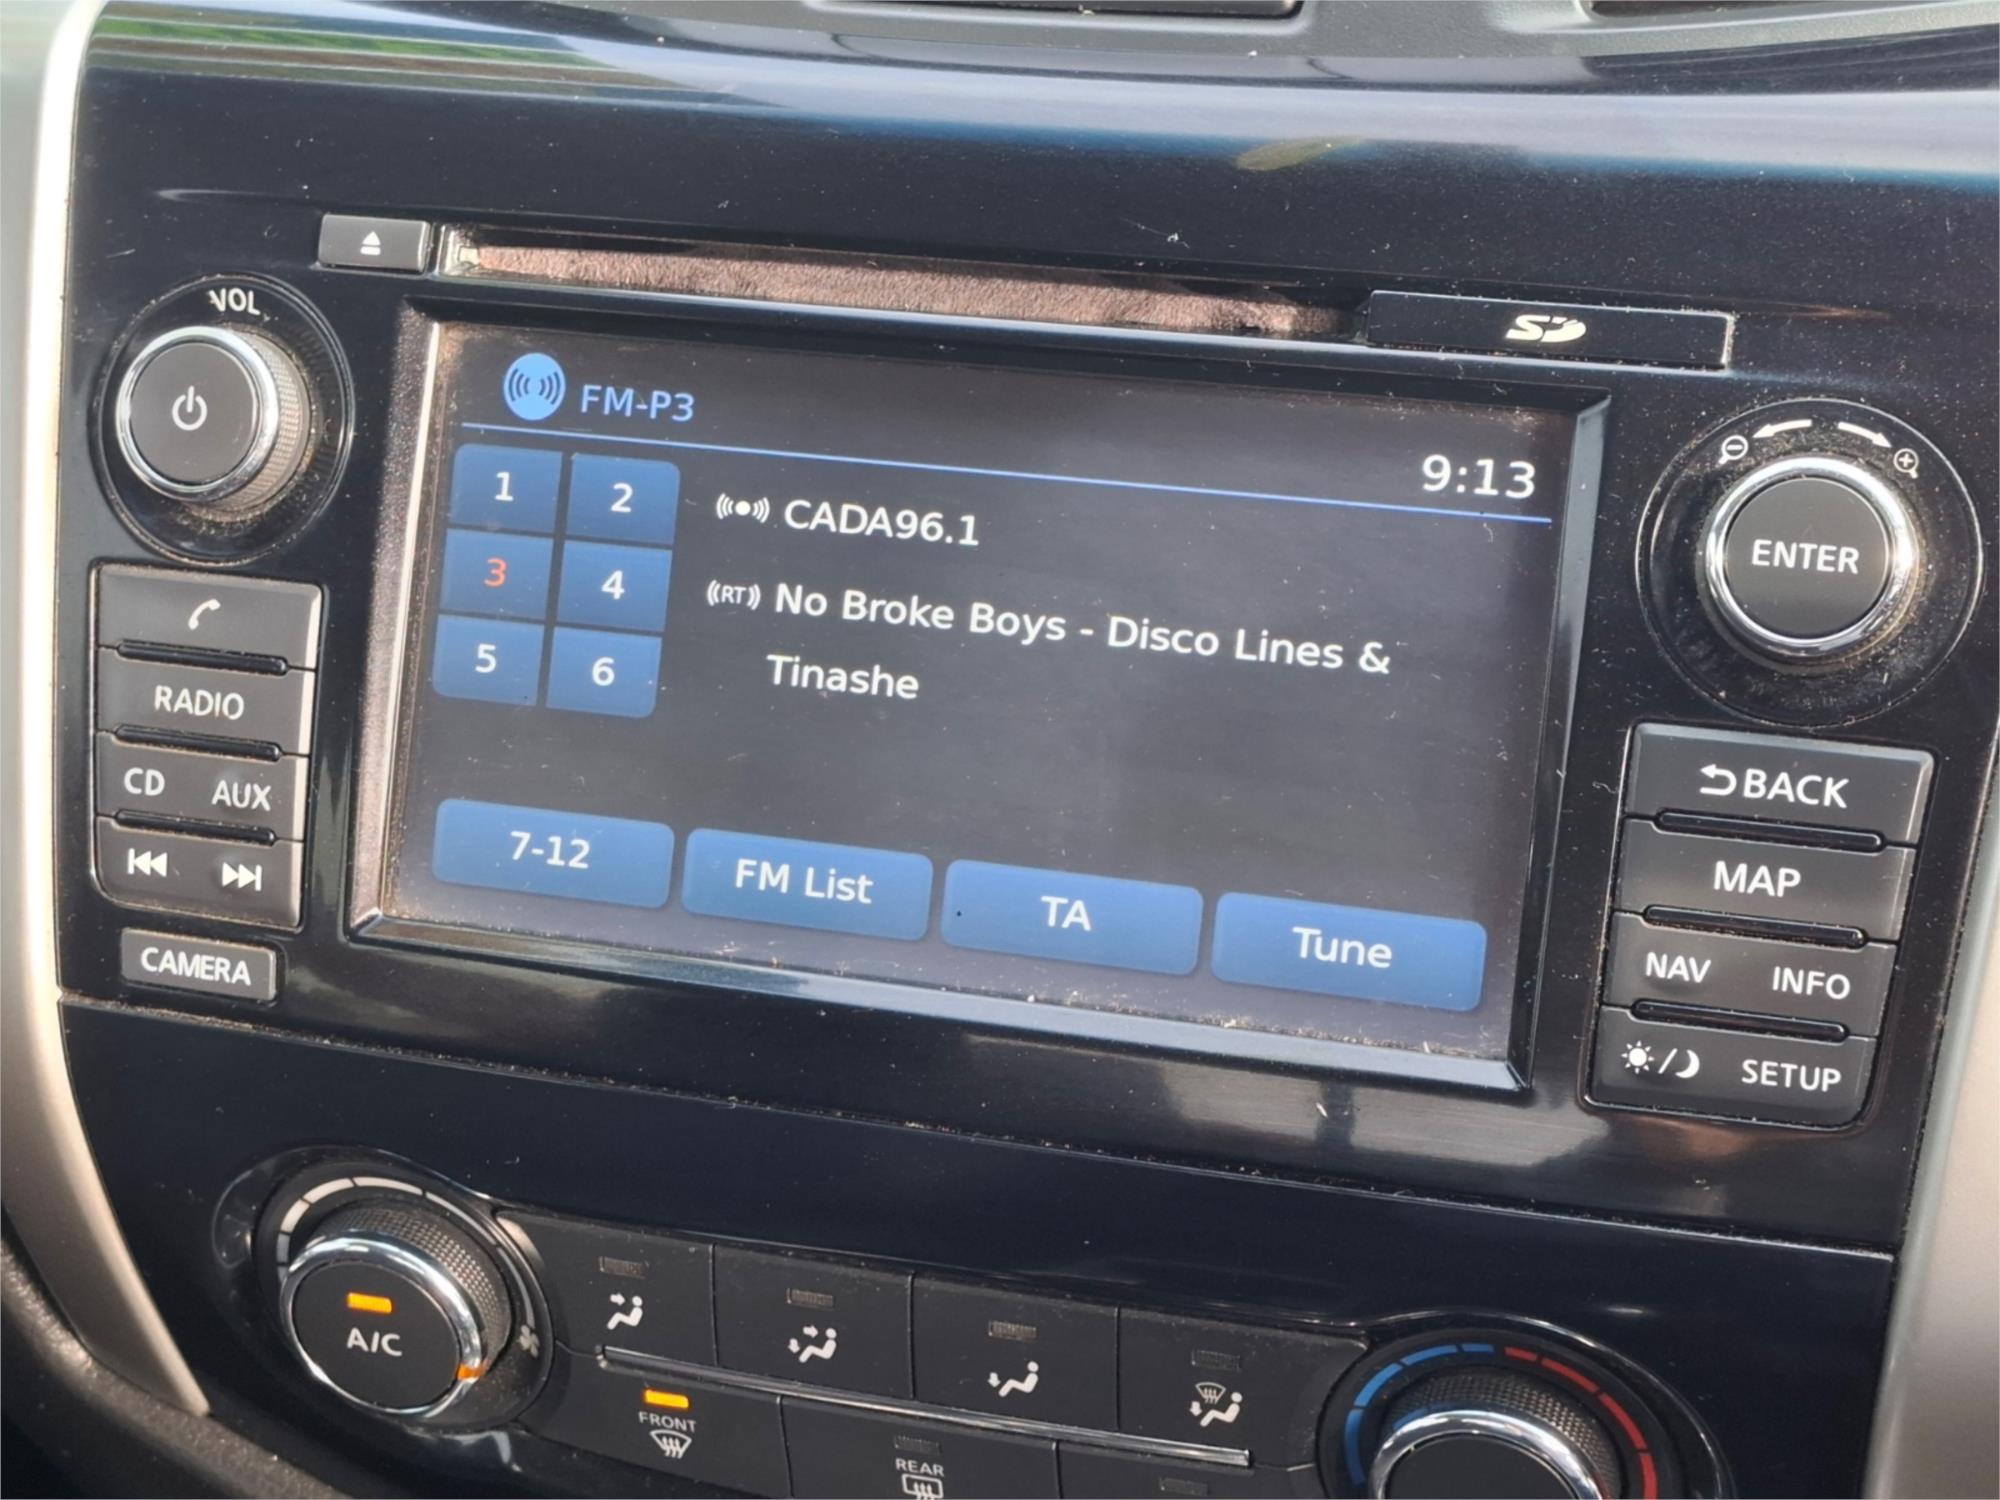 VOL
SD
FM-P3
9:13
1 2
CADA96.1
3 4
((RT)) No Broke Boys - Disco Lines &
Tinashe
5 6
7-12 FM List TA Tune
RADIO
CD AUX
CAMERA
ENTER
BACK
MAP
NAV INFO
SETUP
A/C
FRONT
REAR